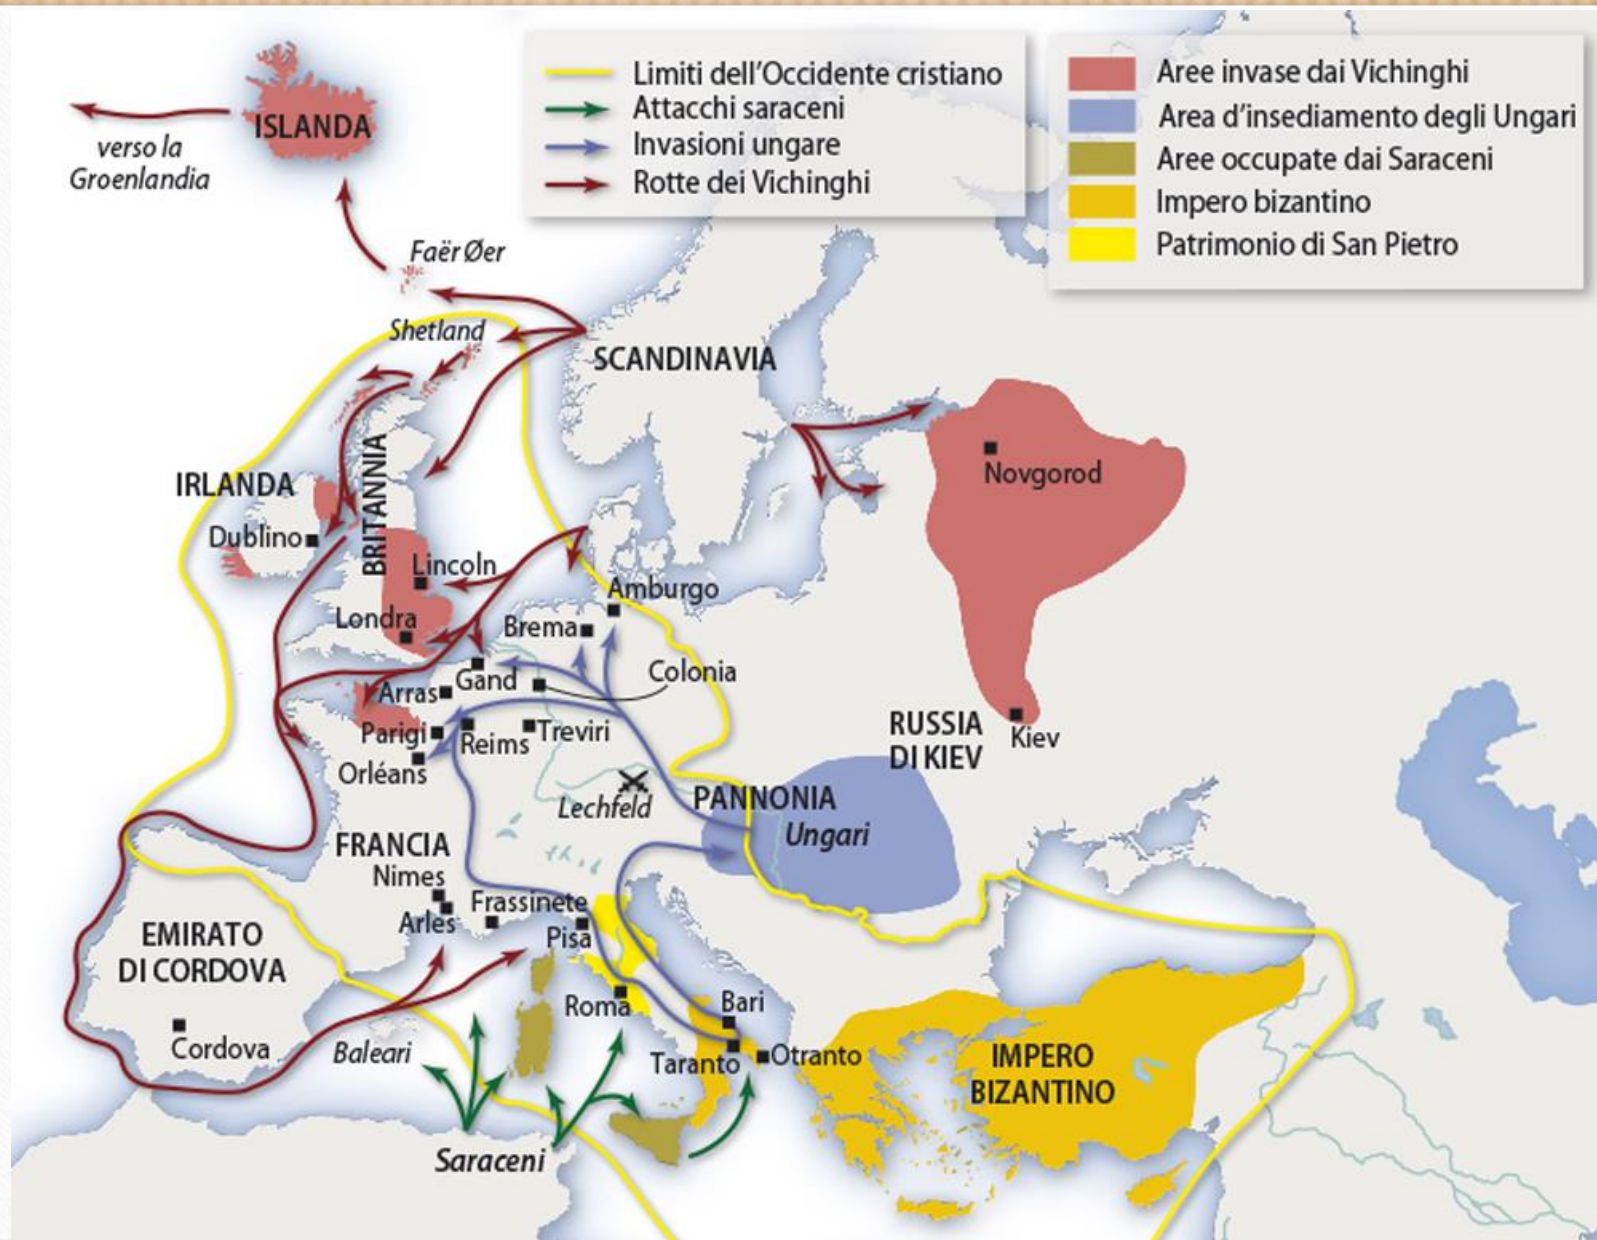 Limiti dell'Occidente cristiano
Attacchi saraceni
Invasioni ungare
Rotte dei Vichinghi
Aree invase dai Vichinghi
Area d'insediamento degli Ungari
Aree occupate dai Saraceni
Impero bizantino
Patrimonio di San Pietro
ISLANDA
verso la
Groenlandia
Faër Øer
Shetland
SCANDINAVIA
IRLANDA
BRITANNIA
Novgorod
Dublino
Lincoln
Amburgo
Londra
Brema
Colonia
Gand
Arras
Parigi
Reims
Treviri
RUSSIA
DI KIEV
Kiev
Orléans
Lechfeld
PANNONIA
Ungari
FRANCIA
Nimes
Arles
Frassinete
Pisa
EMIRATO
DI CORDOVA
Roma
Bari
Cordova
Baleari
Taranto
Otranto
IMPERO
BIZANTINO
Saraceni